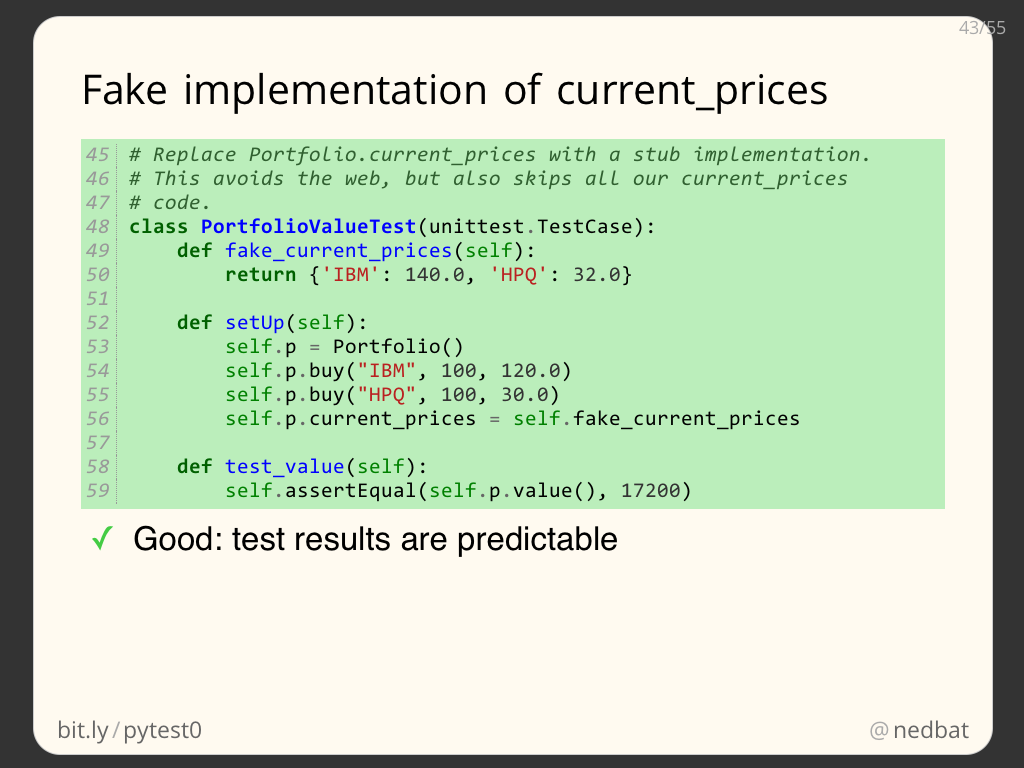 43/55
Fake implementation of current_prices
45 # Replace Portfolio.current_prices with a stub implementation.
46 # This avoids the web, but also skips all our current_prices
47 # code.
48 class PortfolioValueTest(unittest.TestCase):
49     def fake_current_prices(self):
50         return {'IBM': 140.0, 'HPQ': 32.0}
51
52     def setUp(self):
53         self.p = Portfolio()
54         self.p.buy("IBM", 100, 120.0)
55         self.p.buy("HPQ", 100, 30.0)
56         self.p.current_prices = self.fake_current_prices
57
58     def test_value(self):
59         self.assertEqual(self.p.value(), 17200)
✓ Good: test results are predictable
bit.ly/pytest0
@nedbat